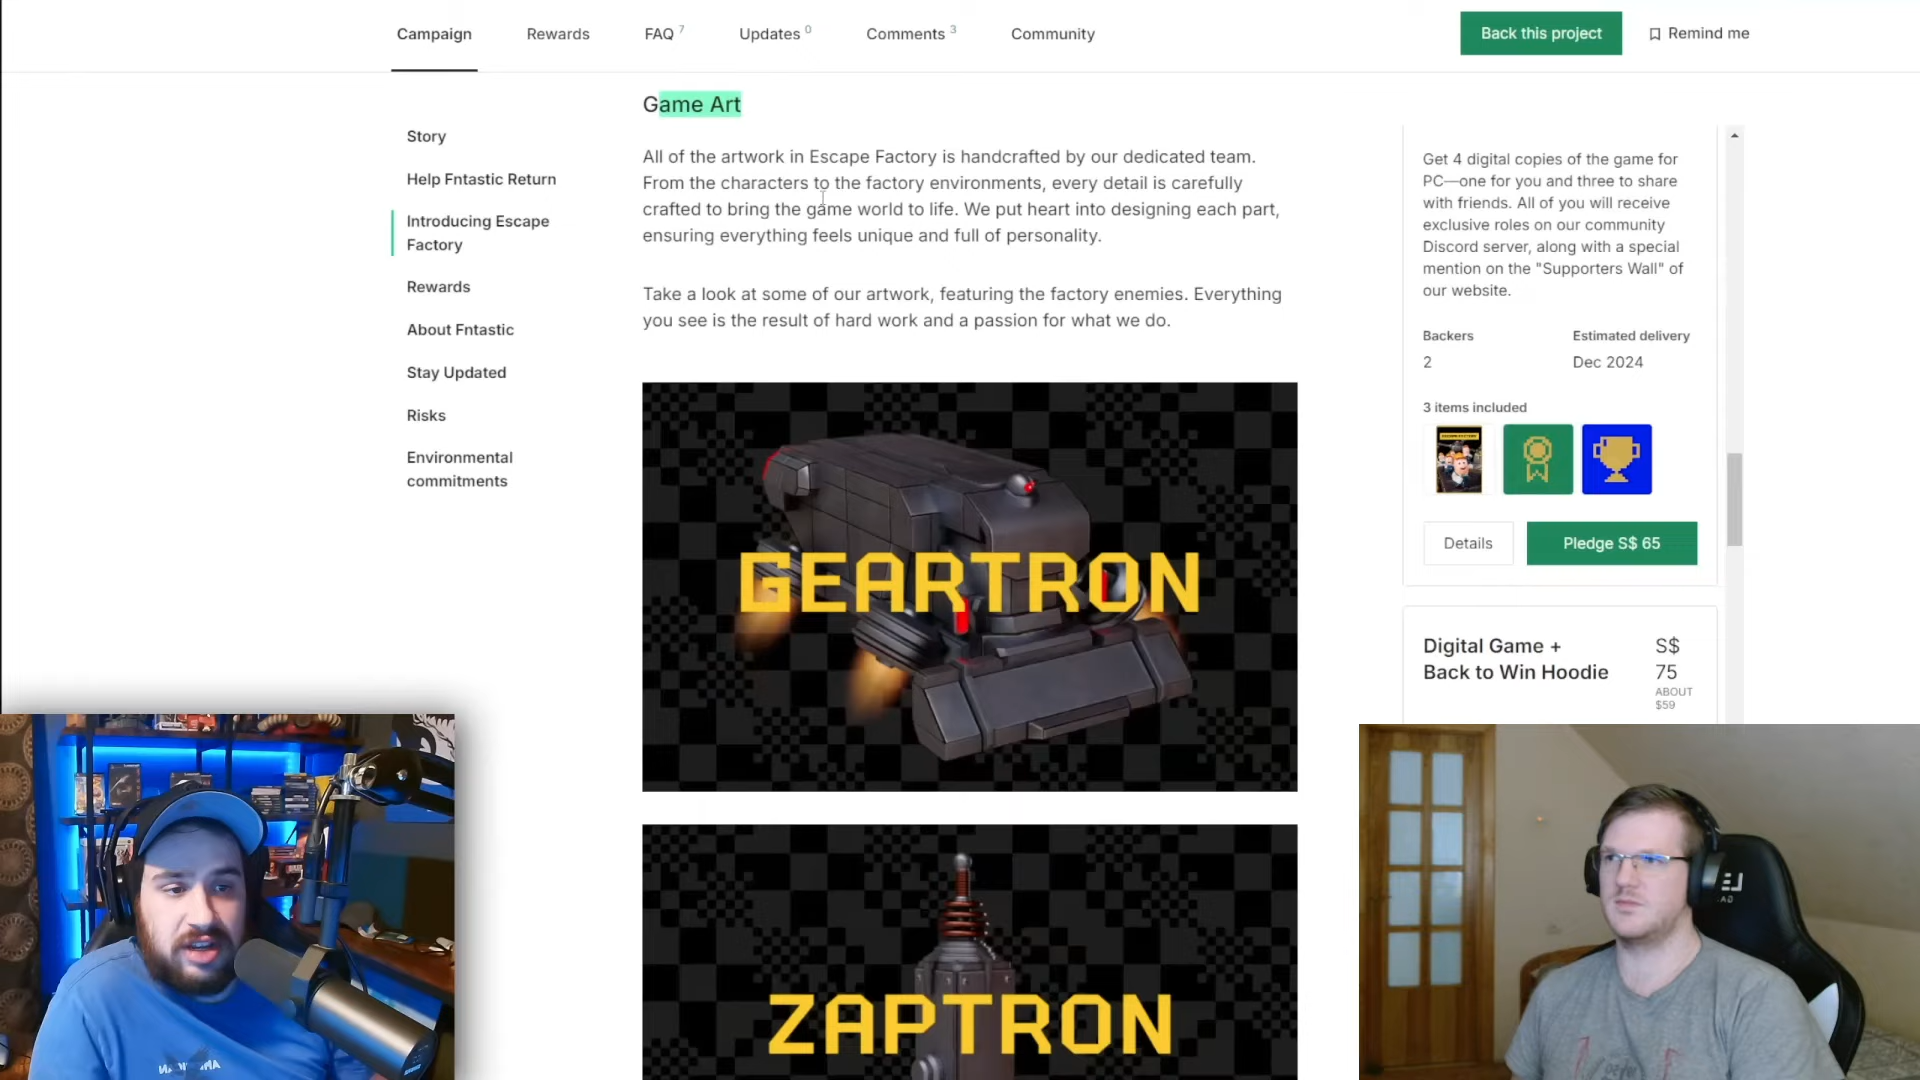 Campaign
Rewards
FAQ 7
Updates 0
Comments 3
Community
Back this project
Remind me
Story
Help Fntastic Return
Introducing Escape
Factory
Rewards
About Fntastic
Stay Updated
Risks
Environmental
commitments
Game Art
All of the artwork in Escape Factory is handcrafted by our dedicated team.
From the characters to the factory environments, every detail is carefully
crafted to bring the game world to life. We put heart into designing each part,
ensuring everything feels unique and full of personality.
Take a look at some of our artwork, featuring the factory enemies. Everything
you see is the result of hard work and a passion for what we do.
GEARTRON
ZAPTRON
Get 4 digital copies of the game for
PC—one for you and three to share
with friends. All of you will receive
exclusive roles on our community
Discord server, along with a special
mention on the "Supporters Wall" of
our website.
Backers
2
Estimated delivery
Dec 2024
3 items included
Details
Pledge S$ 65
Digital Game +
Back to Win Hoodie
S$
75
ABOUT
$59